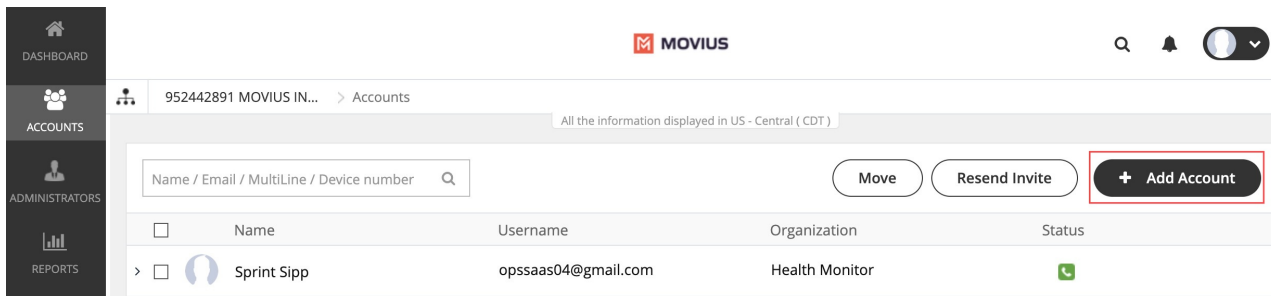 DASHBOARD
MOVIUS
ACCOUNTS
952442891 MOVIUS IN... > Accounts
All the information displayed in US - Central ( CDT )
ADMINISTRATORS
Name / Email / MultiLine / Device number
Move
Resend Invite
+ Add Account
REPORTS
Name Username Organization Status
Sprint Sipp opssaas04@gmail.com Health Monitor